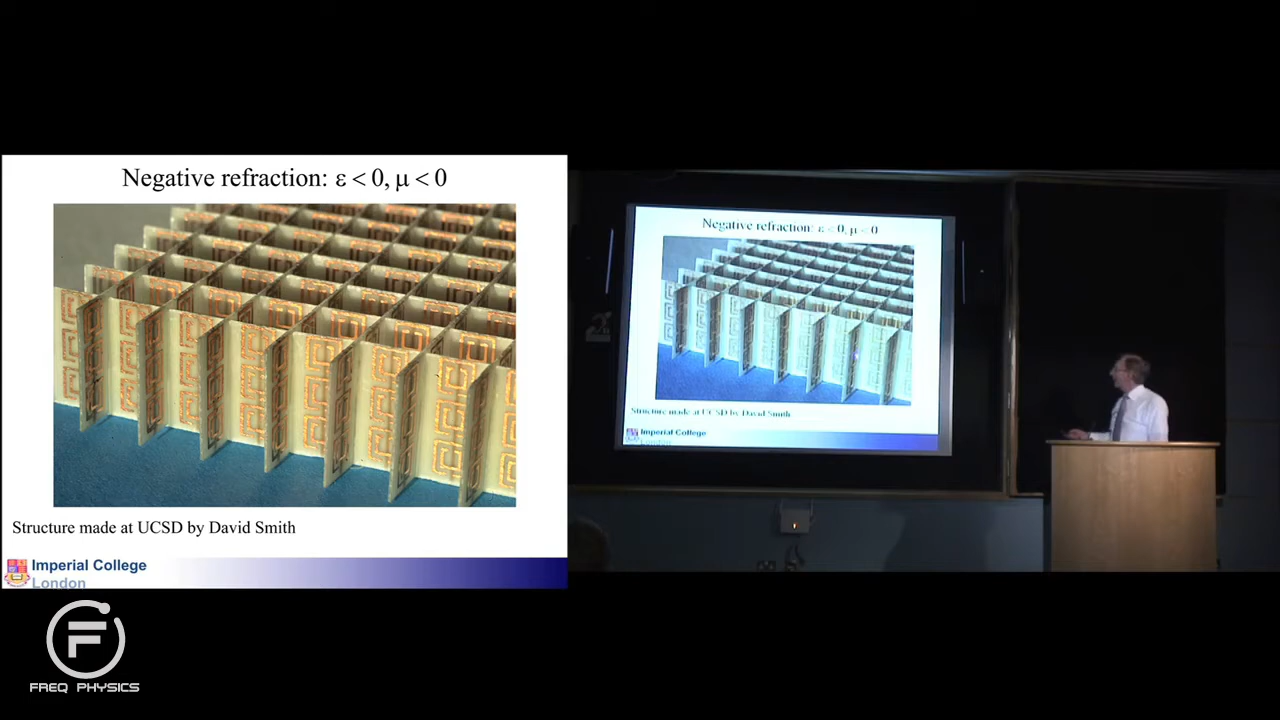 Negative refraction: ε < 0, μ < 0
Structure made at UCSD by David Smith
Imperial College
London
Negative refraction: ε < 0, μ < 0
Structure made at UCSD by David Smith
Imperial College
London
F
FREQ PHYSICS